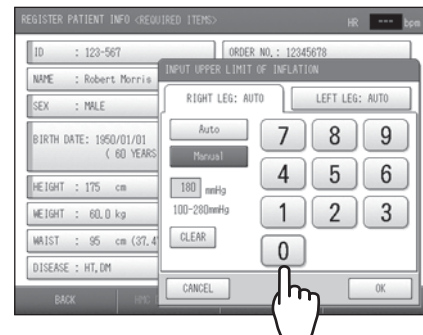 REGISTER PATIENT INFO <REQUIRED ITEMS>
HR --- bpm
ID : 123-567
ORDER NO.: 12345678
NAME : Robert Morris
SEX : MALE
BIRTH DATE: 1950/01/01
( 60 YEARS
HEIGHT : 175 cm
WEIGHT : 60.0 kg
WAIST : 95 cm (37.4
DISEASE : HT, DM
BACK
INPUT UPPER LIMIT OF INFLATION
RIGHT LEG: AUTO
LEFT LEG: AUTO
Auto
Manual
180 mmHg
100-280mmHg
CLEAR
7 8 9
4 5 6
1 2 3
0
CANCEL
OK